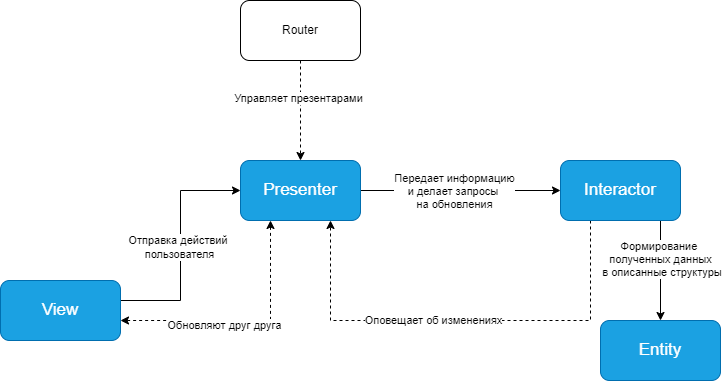 Router
Управляет презентарами
Presenter
Передает информацию
и делает запросы
на обновления
Interactor
Отправка действий
пользователя
Формирование
полученных данных
в описанные структуры
View
Обновляют друг друга
Оповещает об изменениях
Entity